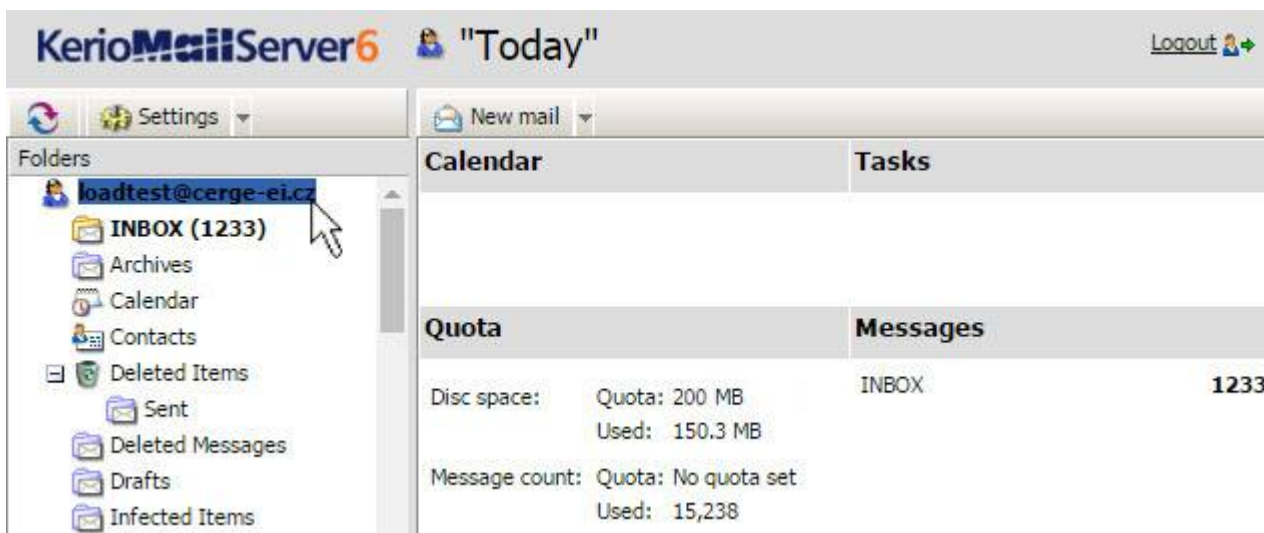 KerioMailServer6 "Today" Logout
Settings New mail
Folders
loadtest@cerge-ei.cz
INBOX (1233)
Archives
Calendar
Contacts
Deleted Items
Sent
Deleted Messages
Drafts
Infected Items
Calendar Tasks
Quota Messages
Disc space: Quota: 200 MB INBOX 1233
Used: 150.3 MB
Message count: Quota: No quota set
Used: 15,238